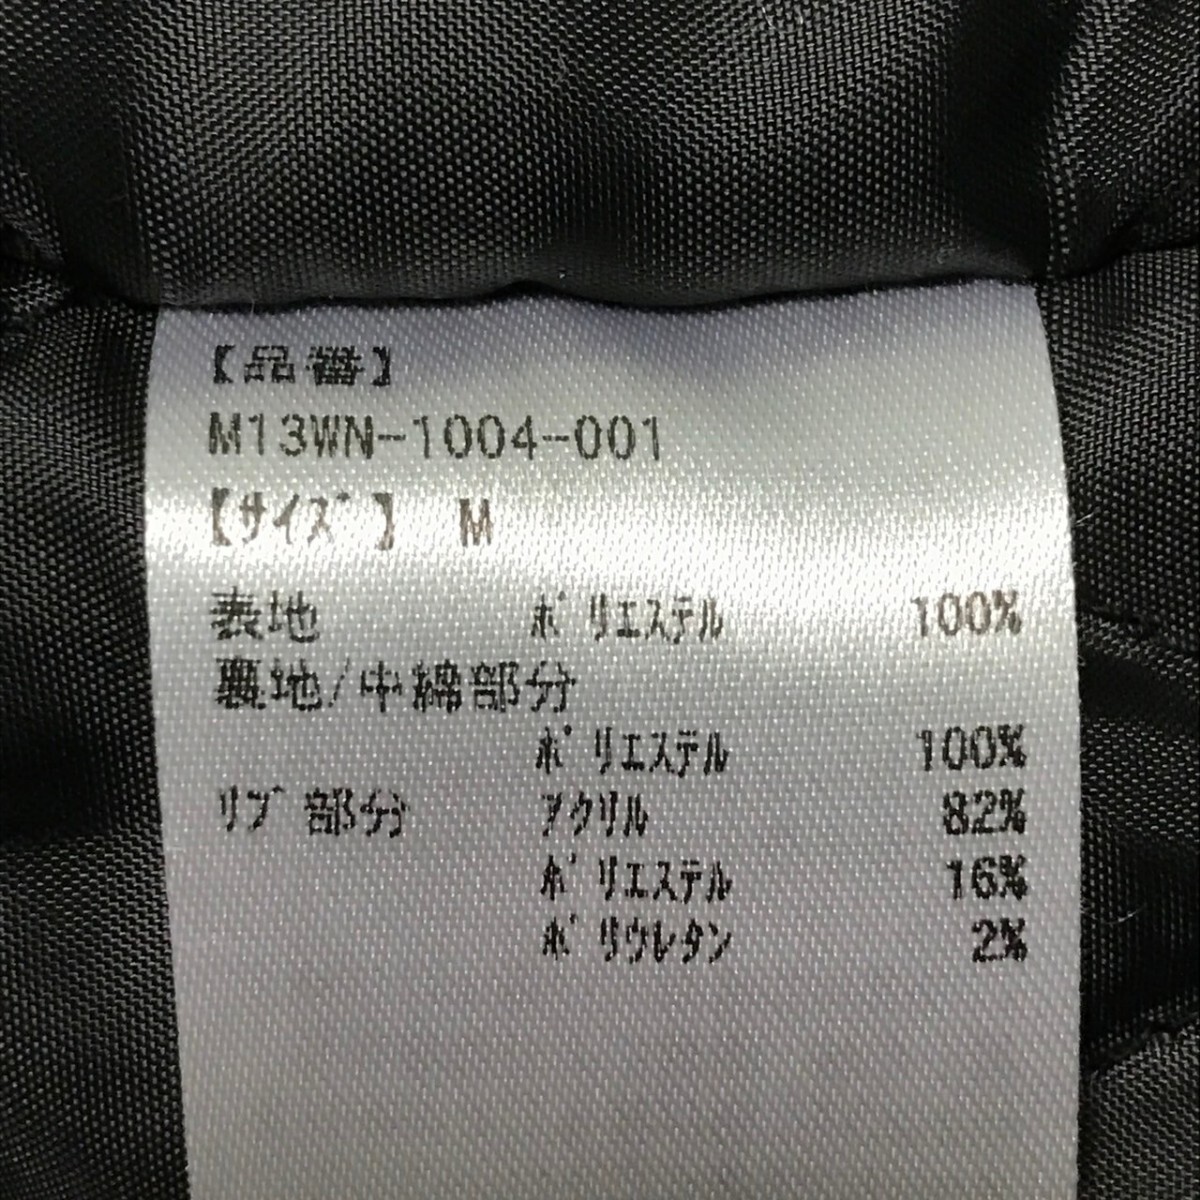 【品番】
M13WN-1004-001
【ｻｲｽﾞ】 M
表地 ﾎﾟﾘｴｽﾃﾙ 100%
裏地/中綿部分
ﾎﾟﾘｴｽﾃﾙ 100%
ﾘﾌﾞ部分 ｱｸﾘﾙ 82%
ﾎﾟﾘｴｽﾃﾙ 16%
ﾎﾟﾘｳﾚﾀﾝ 2%